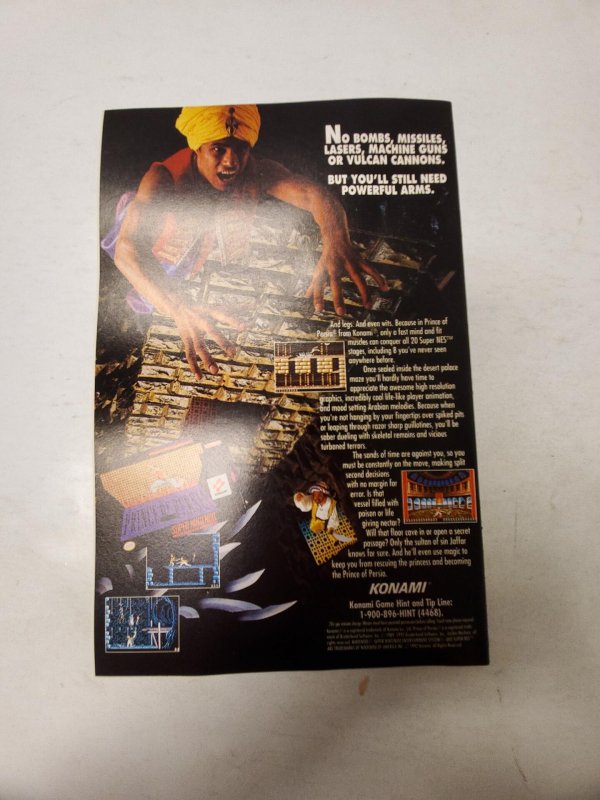 NO BOMBS, MISSILES,
LASERS, MACHINE GUNS
OR VULCAN CANNONS.
BUT YOU'LL STILL NEED
POWERFUL ARMS.
And legs. And even wits. Because in Prince of
Persia® from Konami®, only a fast mind and fit
muscles can conquer all 20 Super NES™
stages, including 8 you've never seen
anywhere before.
Once sealed inside the desert palace
maze you'll hardly have time to
appreciate the awesome high resolution
graphics, incredibly cool life-like player animation,
and mood setting Arabian melodies. Because when
you're not hanging by your fingertips over spiked pits
or leaping through razor sharp guillotines, you'll be
saber dueling with skeletal remains and vicious
turbaned terrors.
The sands of time are against you, so you
must be constantly on the move, making split
second decisions
with no margin for
error. Is that
vessel filled with
poison or life
giving nectar?
Will that floor cave in or open a secret
passage? Only the sultan of sin Jaffar
knows for sure. And he'll even use magic to
keep you from rescuing the princess and becoming
the Prince of Persia.
KONAMI
Konami Game Hint and Tip Line:
1-900-896-HINT (4468).